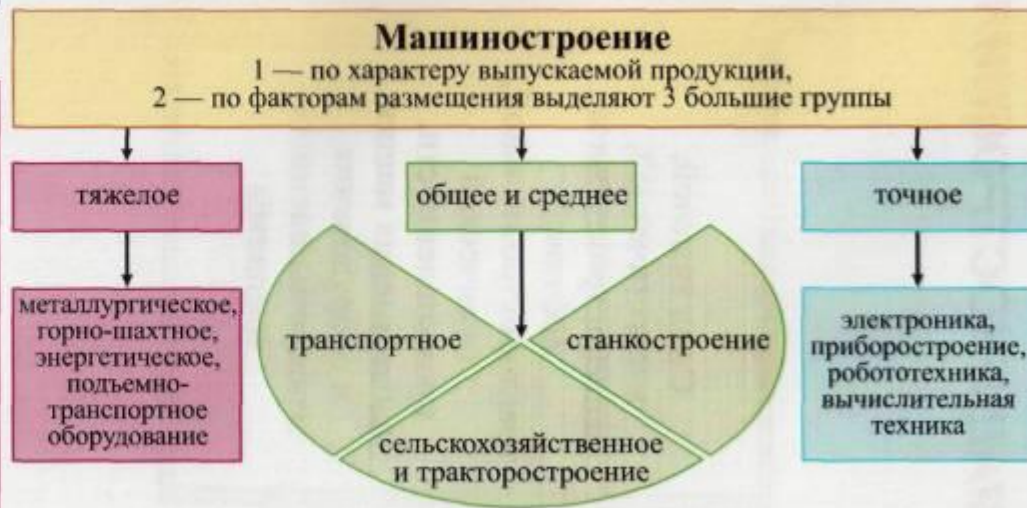 Машиностроение
1 — по характеру выпускаемой продукции,
2 — по факторам размещения выделяют 3 большие группы
тяжелое
общее и среднее
точное
металлургическое,
горно-шахтное,
энергетическое,
подъемно-
транспортное
оборудование
транспортное
станкостроение
сельскохозяйственное
и тракторостроение
электроника,
приборостроение,
робототехника,
вычислительная
техника